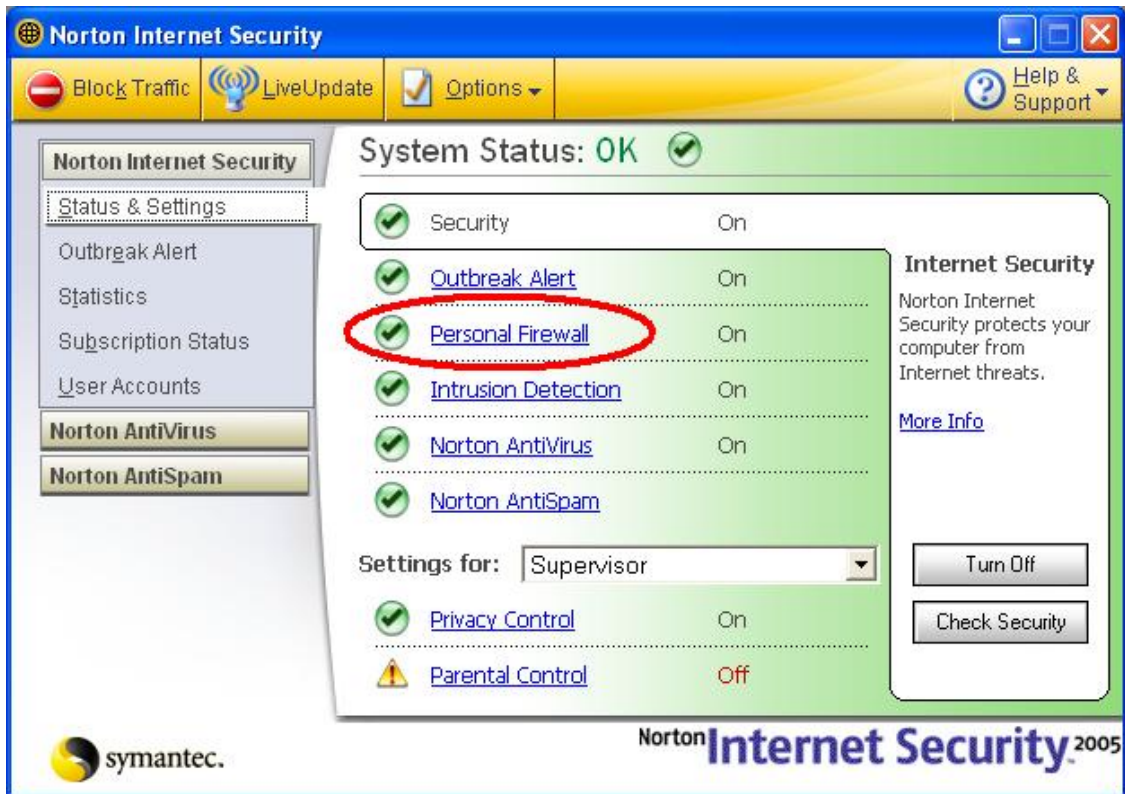 Norton Internet Security
Block Traffic
LiveUpdate
Options
Help &
Support
Norton Internet Security
Status & Settings
Outbreak Alert
Statistics
Subscription Status
User Accounts
Norton AntiVirus
Norton AntiSpam
System Status: OK
Security On
Outbreak Alert On
Personal Firewall On
Intrusion Detection On
Norton AntiVirus On
Norton AntiSpam
Settings for: Supervisor
Privacy Control On
Parental Control Off
Internet Security
Norton Internet
Security protects your
computer from
Internet threats.
More Info
Turn Off
Check Security
symantec.
Norton Internet Security 2005